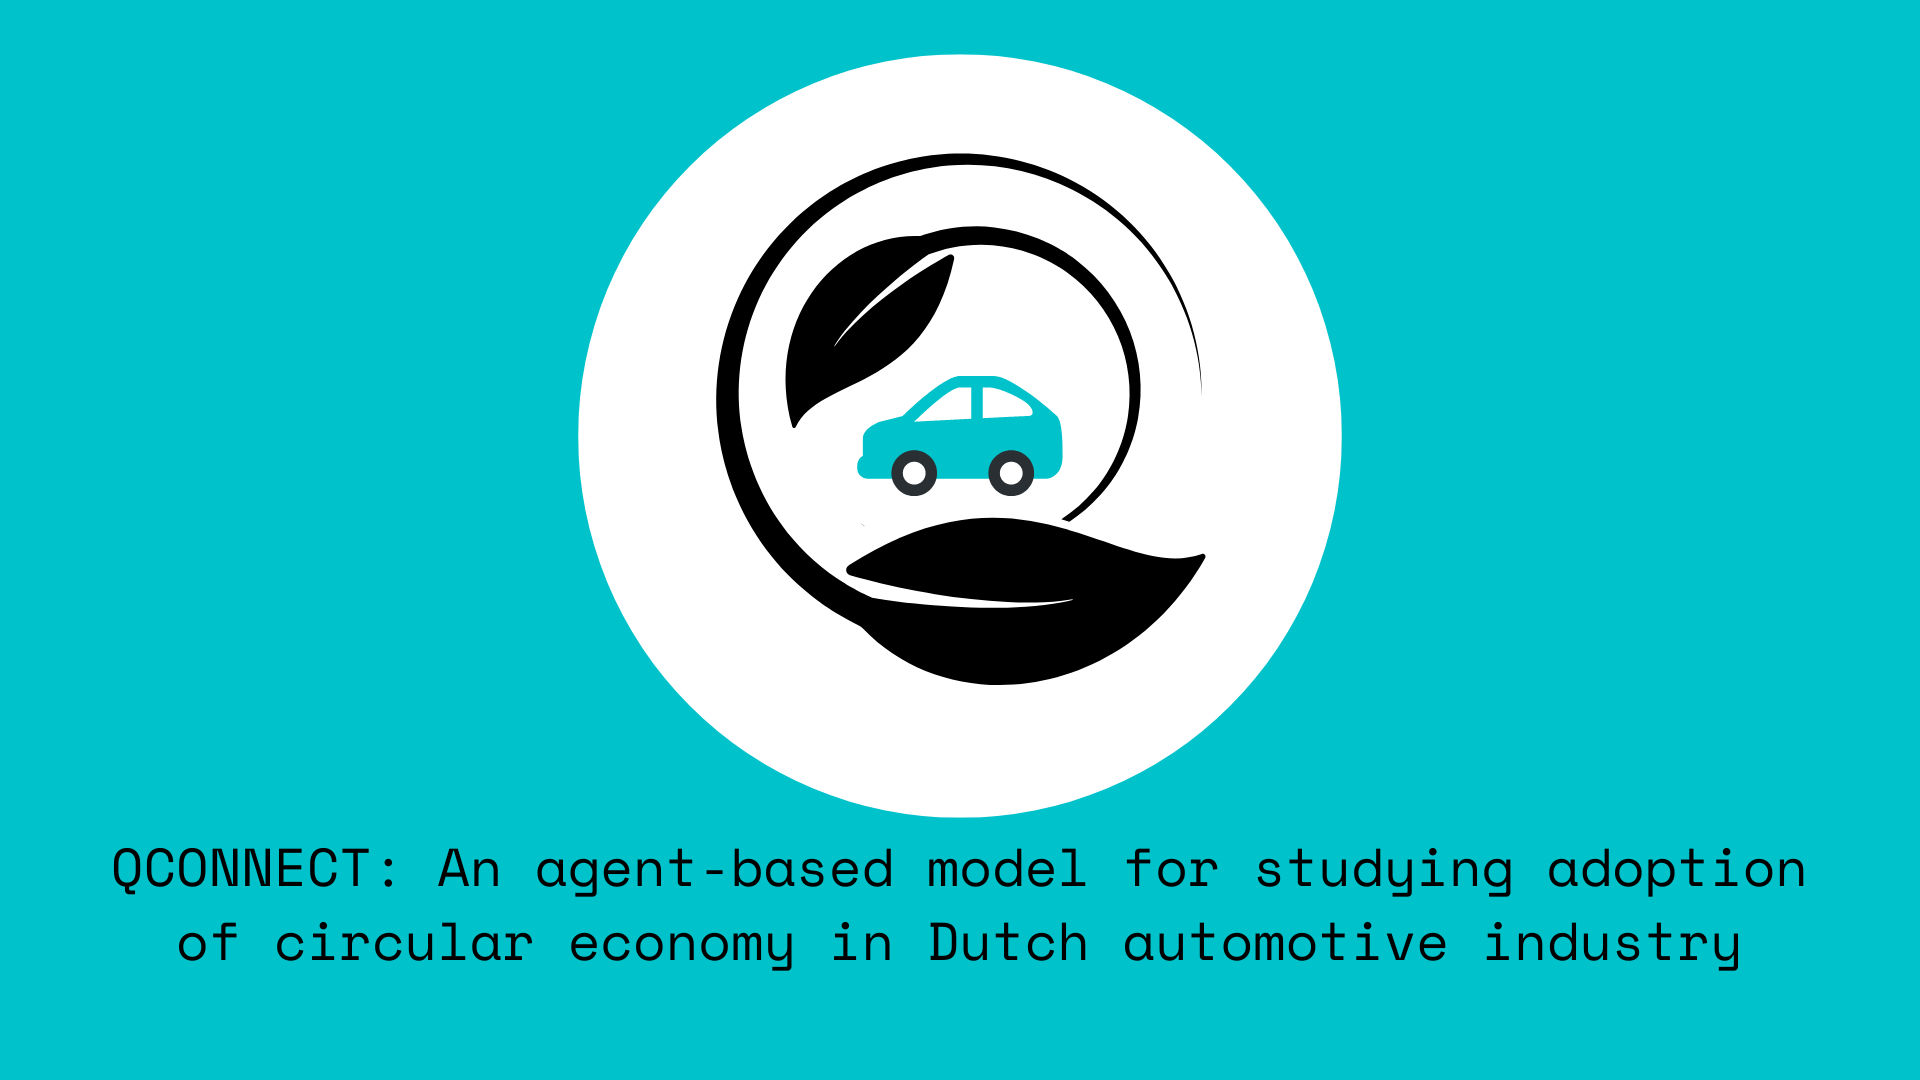 QCONNECT: An agent-based model for studying adoption
of circular economy in Dutch automotive industry